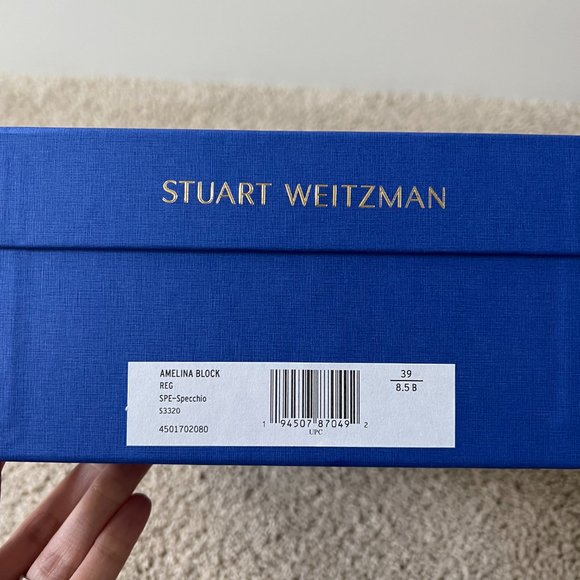 STUART WEITZMAN
AMELINA BLOCK
REG
SPE-Specchio
S3320
4501702080
1 94507 87049 2
UPC
39
8.5 B